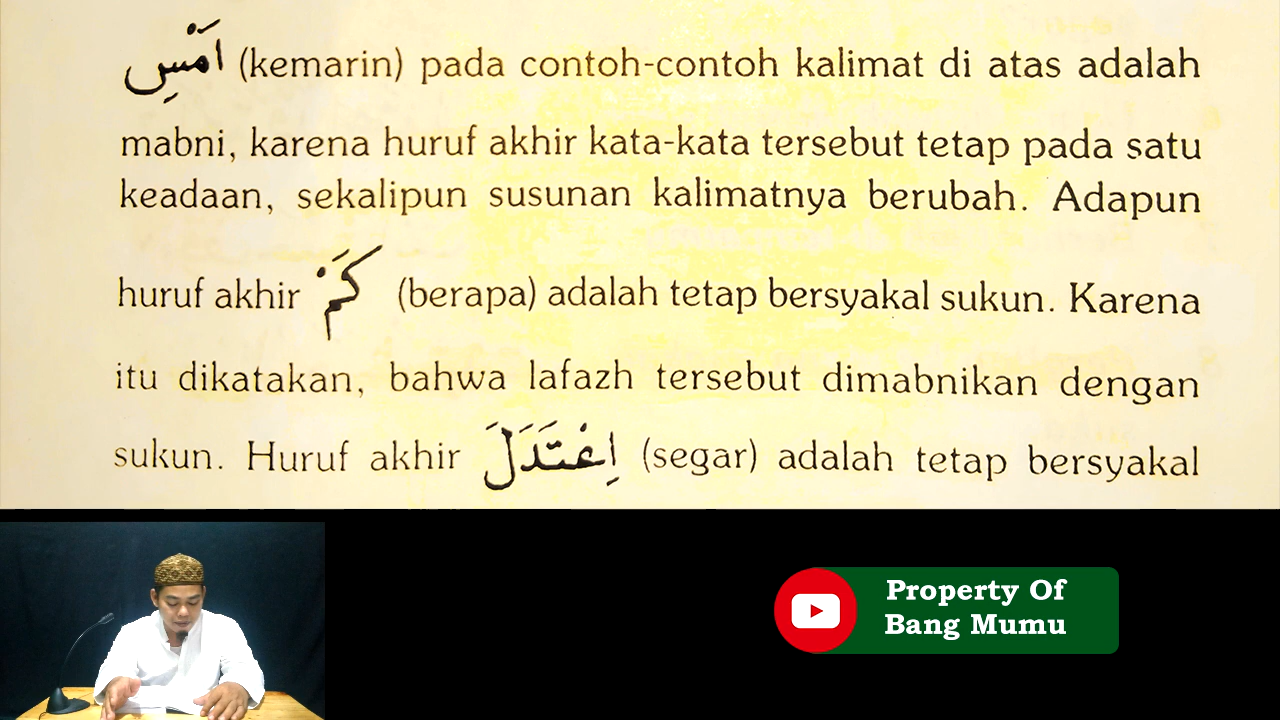 اَمْسِ (kemarin) pada contoh-contoh kalimat di atas adalah
mabni, karena huruf akhir kata-kata tersebut tetap pada satu
keadaan, sekalipun susunan kalimatnya berubah. Adapun
huruf akhir كَمْ (berapa) adalah tetap bersyakal sukun. Karena
itu dikatakan, bahwa lafazh tersebut dimabnikan dengan
sukun. Huruf akhir اِعْتَدَلَ (segar) adalah tetap bersyakal
Property Of
Bang Mumu